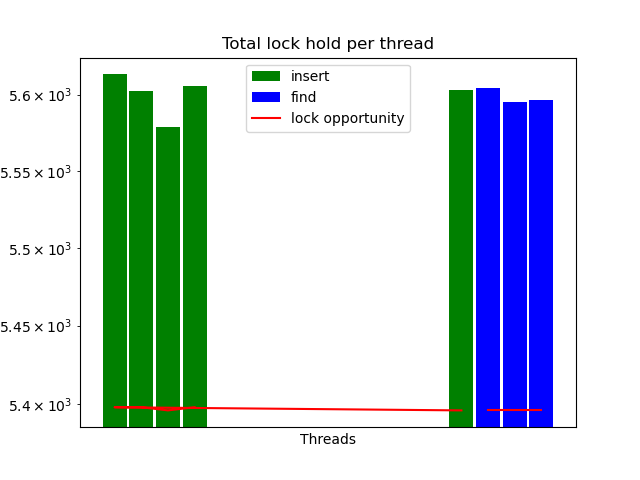 Total lock hold per thread
insert
find
lock opportunity
5.6 × 10³
5.55 × 10³
5.5 × 10³
5.45 × 10³
5.4 × 10³
Threads